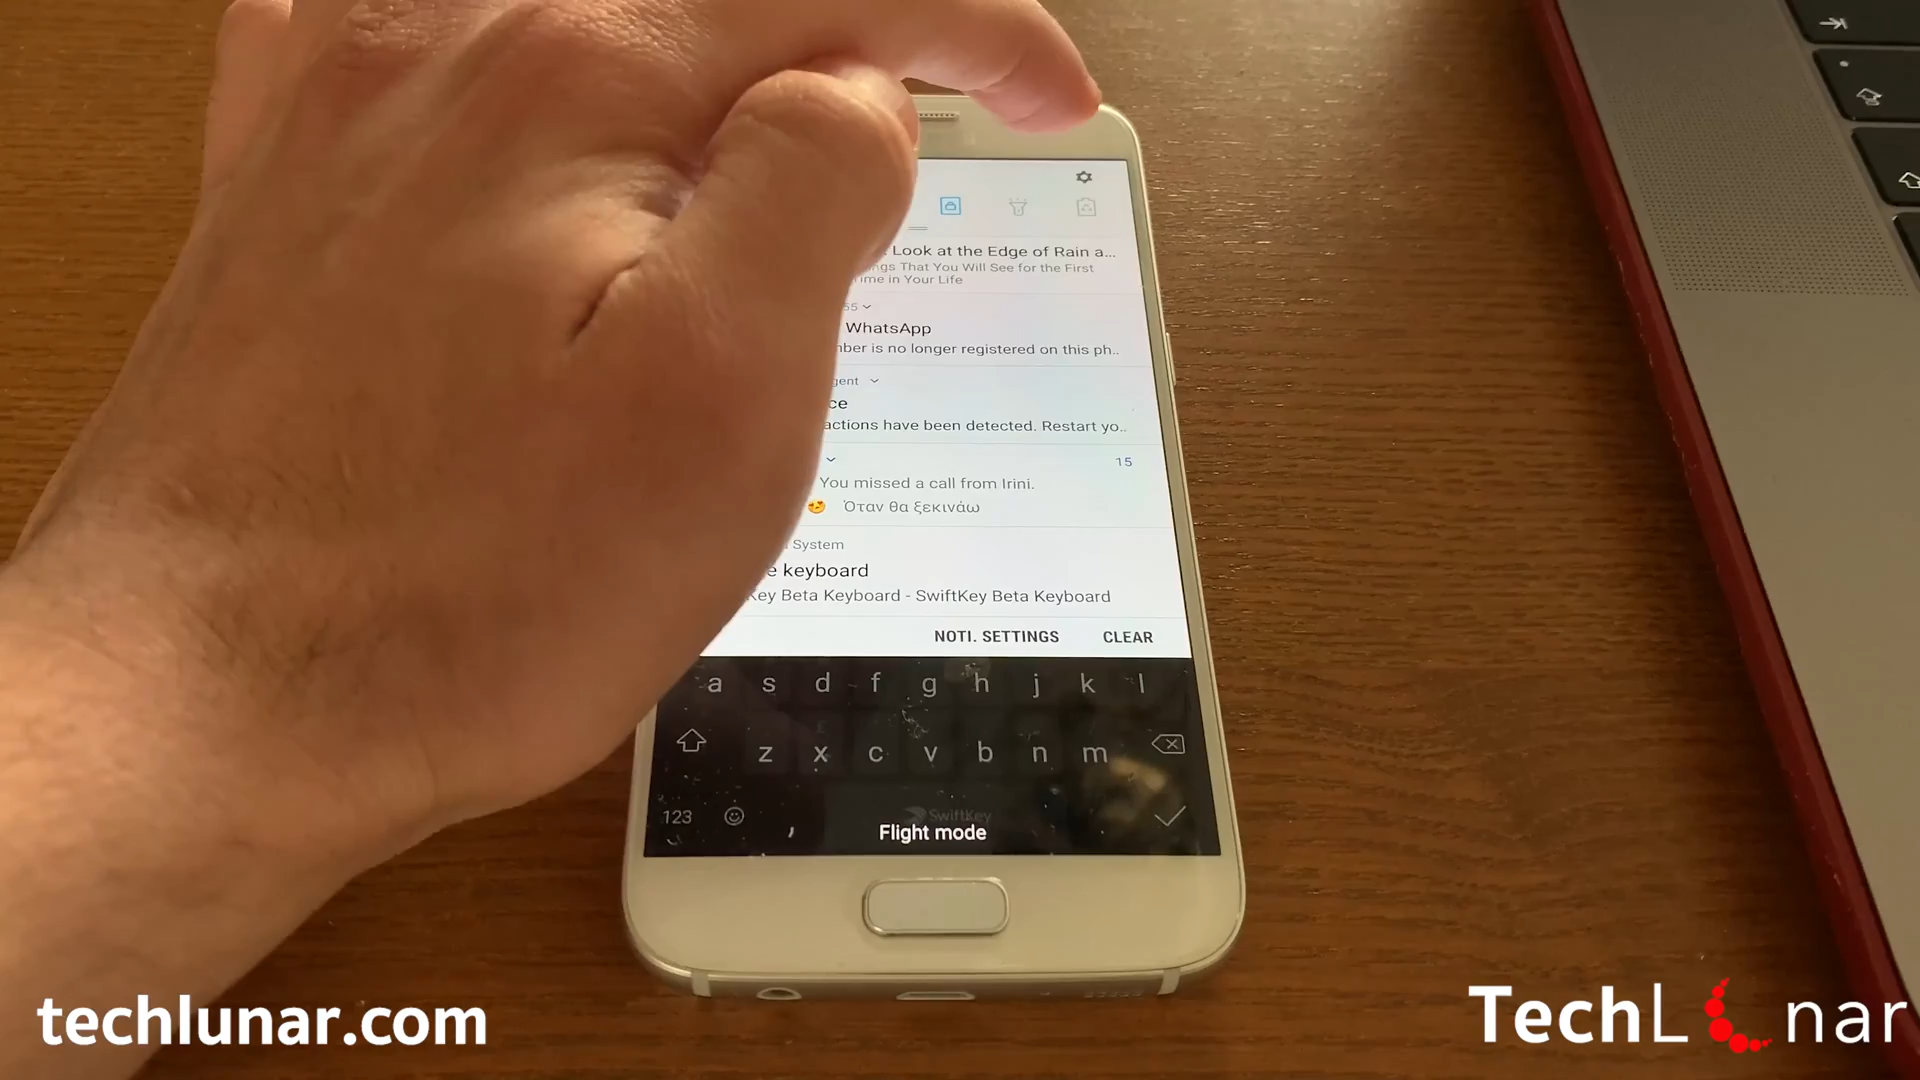 Look at the Edge of Rain a...
ngs That You Will See for the First
ime in Your Life
55
WhatsApp
ber is no longer registered on this ph..
gent
ce
actions have been detected. Restart yo..
15
You missed a call from Irini.
😍 Όταν θα ξεκινάω
System
e keyboard
Key Beta Keyboard - SwiftKey Beta Keyboard
NOTI. SETTINGS CLEAR
a s d f g h j k l
z x c v b n m
123 , SwiftKey
Flight mode
techlunar.com
TechLunar